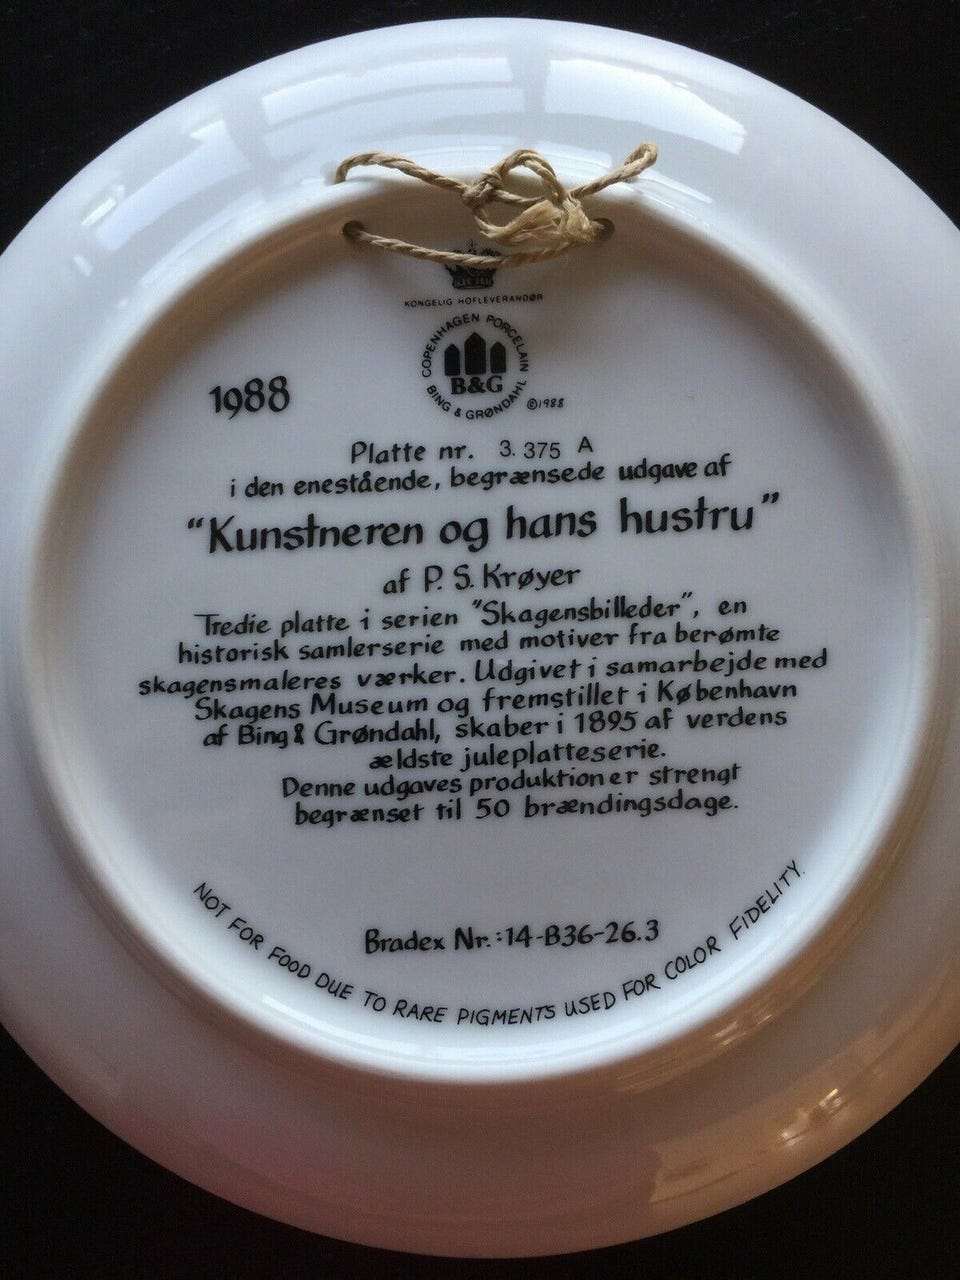 KONGELIG HOFLEVERANDØR
COPENHAGEN PORCELAIN
B&G
BING & GRØNDAHL
©1988
1988
Platte nr. 3.375 A
i den enestående, begrænsede udgave af
"Kunstneren og hans hustru"
af P. S. Krøyer
Tredie platte i serien "Skagensbilleder", en
historisk samlerserie med motiver fra berømte
skagensmaleres værker. Udgivet i samarbejde med
Skagens Museum og fremstillet i København
af Bing & Grøndahl, skaber i 1895 af verdens
ældste juleplatteserie.
Denne udgaves produktion er strengt
begrænset til 50 brændingsdage.
Bradex Nr.:14-B36-26.3
NOT FOR FOOD DUE TO RARE PIGMENTS USED FOR COLOR FIDELITY.